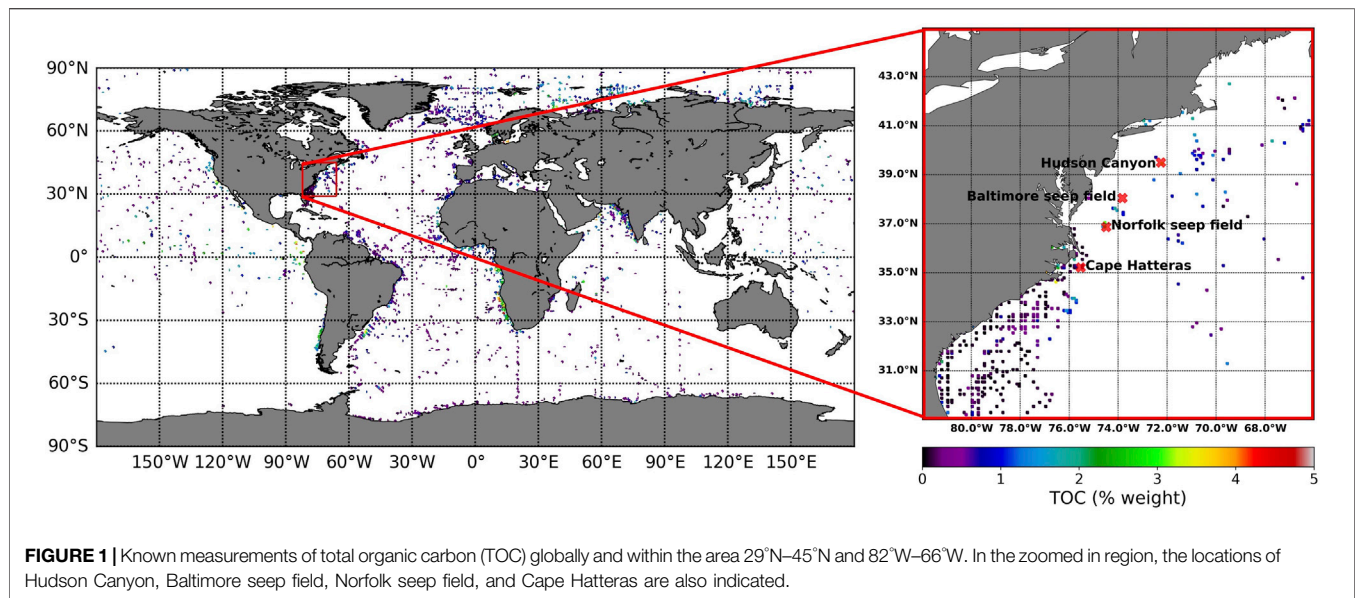 90°N
60°N
30°N
0°
30°S
60°S
90°S
150°W 120°W 90°W 60°W 30°W 0° 30°E 60°E 90°E 120°E 150°E
43.0°N
41.0°N
39.0°N
37.0°N
35.0°N
33.0°N
31.0°N
Hudson Canyon
Baltimore seep field
Norfolk seep field
Cape Hatteras
80.0°W 78.0°W 76.0°W 74.0°W 72.0°W 70.0°W 68.0°W
0 1 2 3 4 5
TOC (% weight)
FIGURE 1 | Known measurements of total organic carbon (TOC) globally and within the area 29°N–45°N and 82°W–66°W. In the zoomed in region, the locations of
Hudson Canyon, Baltimore seep field, Norfolk seep field, and Cape Hatteras are also indicated.